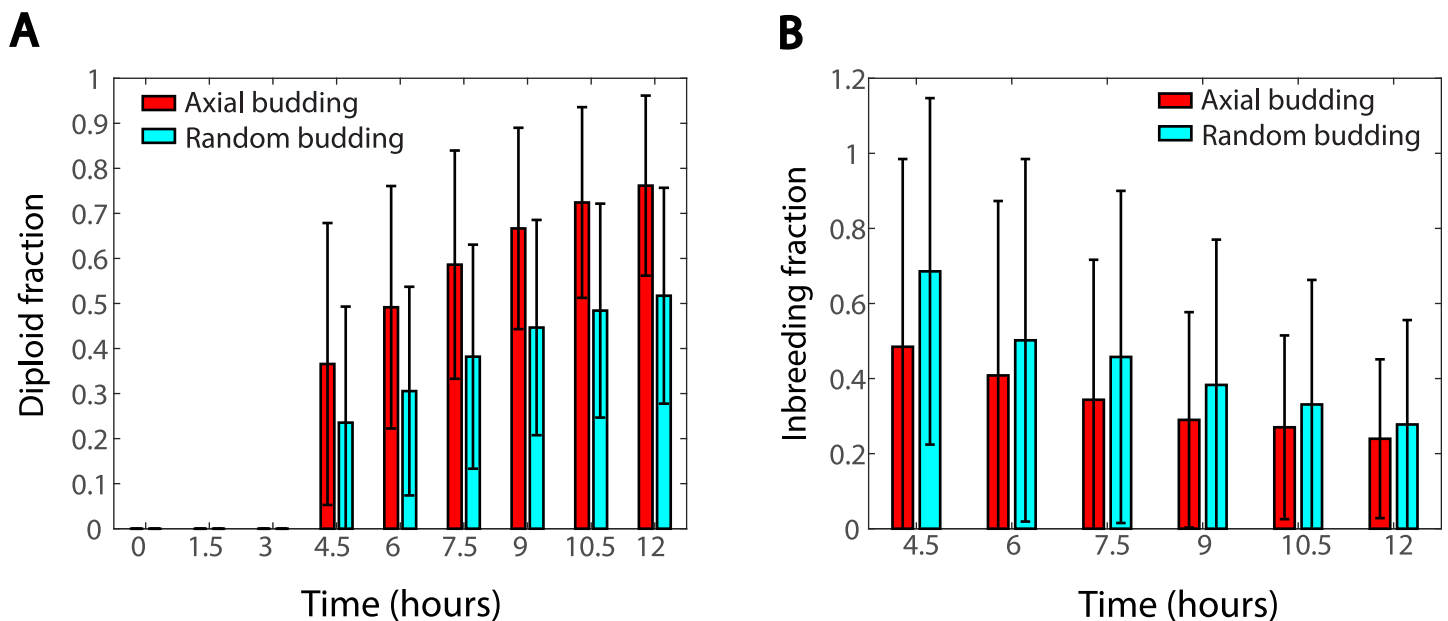 A
Diploid fraction
1
0.9
0.8
0.7
0.6
0.5
0.4
0.3
0.2
0.1
0
Axial budding
Random budding
0 1.5 3 4.5 6 7.5 9 10.5 12
Time (hours)
B
Inbreeding fraction
1.2
1
0.8
0.6
0.4
0.2
0
Axial budding
Random budding
4.5 6 7.5 9 10.5 12
Time (hours)